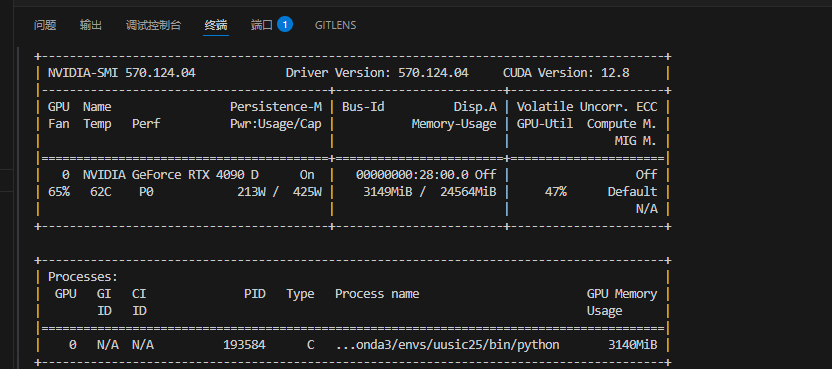 问题 输出 调试控制台 终端 端口 1 GITLENS
+-----------------------------------------------------------------------------------------+
| NVIDIA-SMI 570.124.04             Driver Version: 570.124.04     CUDA Version: 12.8     |
|-----------------------------------------+------------------------+----------------------+
| GPU  Name                 Persistence-M | Bus-Id          Disp.A | Volatile Uncorr. ECC |
| Fan  Temp   Perf          Pwr:Usage/Cap |           Memory-Usage | GPU-Util  Compute M. |
|                                         |                        |               MIG M. |
|=========================================+========================+======================|
|   0  NVIDIA GeForce RTX 4090 D      On  |   00000000:28:00.0 Off |                  Off |
| 65%   62C    P0            213W /  425W |    3149MiB /  24564MiB |     47%      Default |
|                                         |                        |                  N/A |
+-----------------------------------------+------------------------+----------------------+
+-----------------------------------------------------------------------------------------+
| Processes:                                                                              |
|  GPU   GI   CI              PID   Type   Process name                        GPU Memory |
|        ID   ID                                                               Usage      |
|=========================================================================================|
|    0   N/A  N/A          193584      C   ...onda3/envs/uusic25/bin/python       3140MiB |
+-----------------------------------------------------------------------------------------+